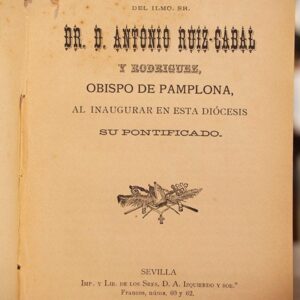 DEL ILMO. SR.
DR. D. ANTONIO RUIZ-CABAL
Y RODRIGUEZ,
OBISPO DE PAMPLONA,
AL INAUGURAR EN ESTA DIÓCESIS
SU PONTIFICADO.
SEVILLA
IMP. Y LIB. DE LOS SRES. D. A. IZQUIERDO Y SOB.ª
Francos, núms. 60 y 62.